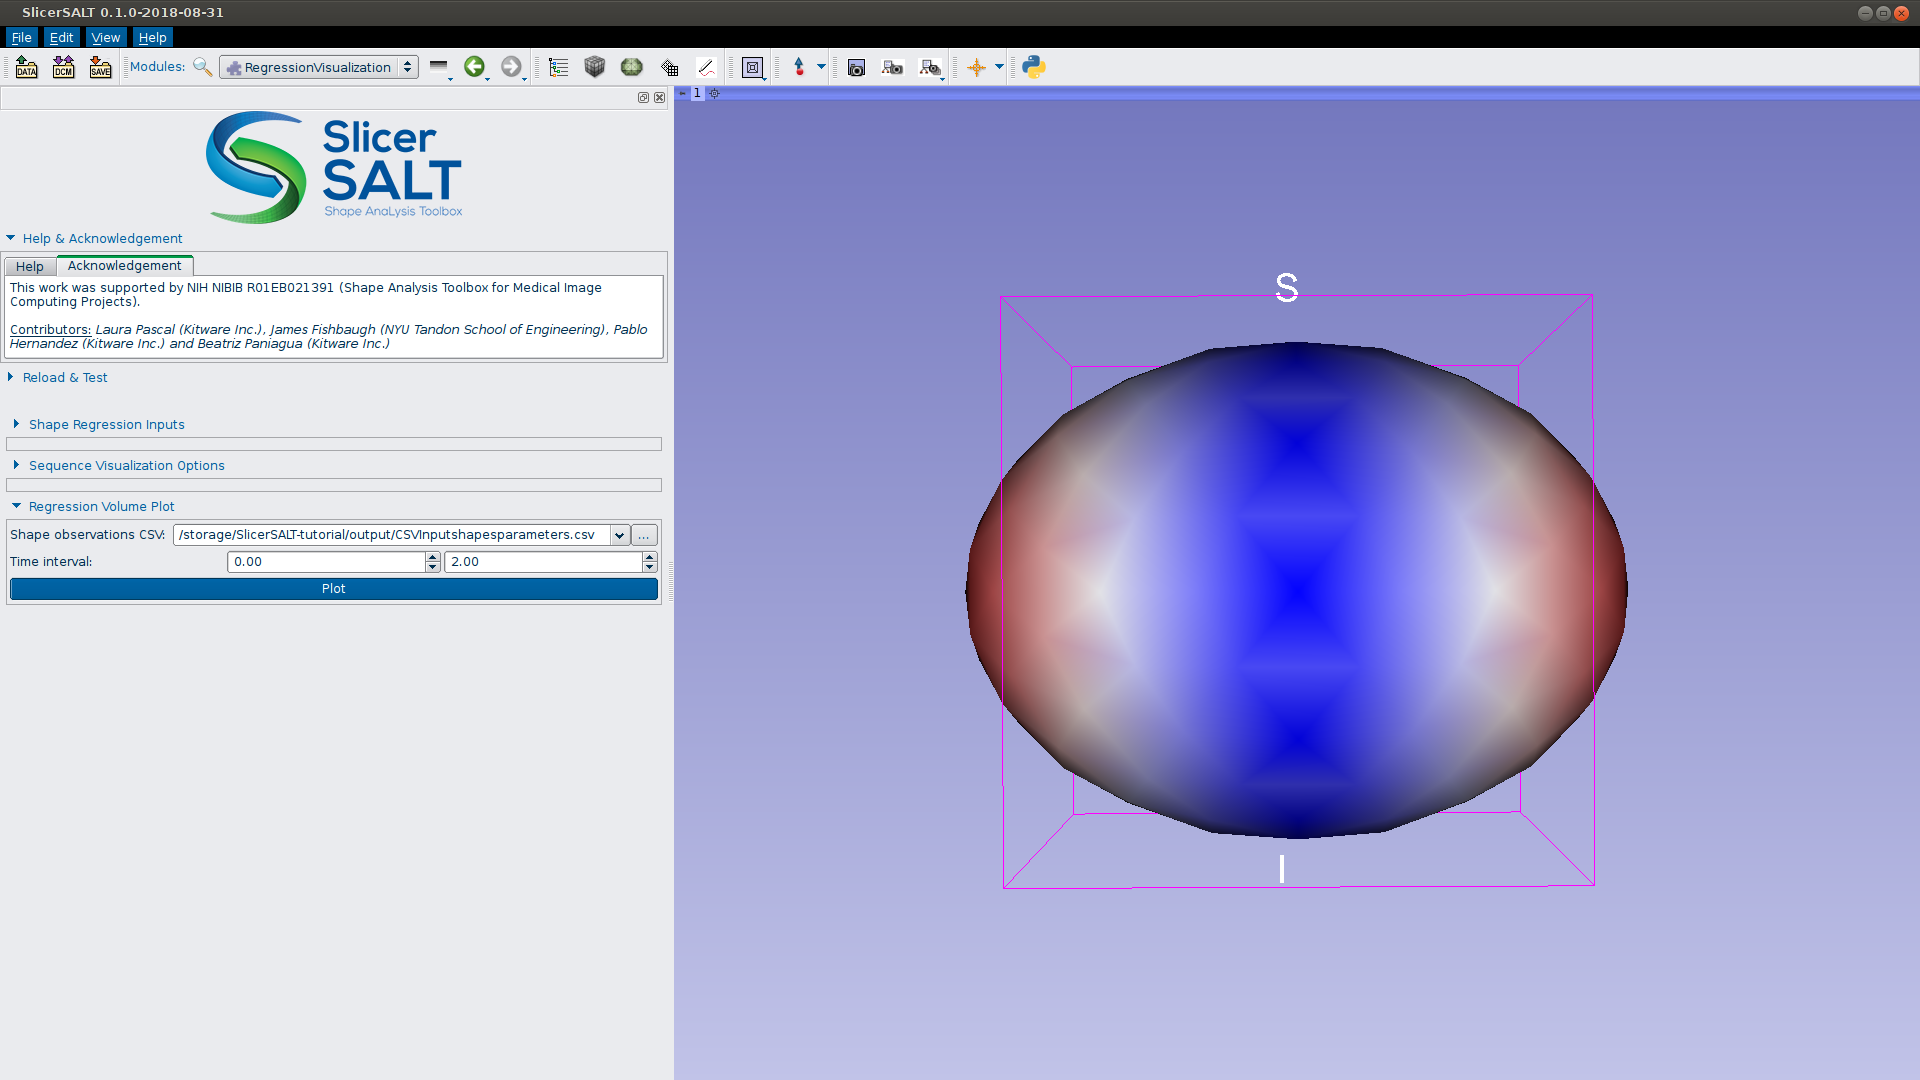 SlicerSALT 0.1.0-2018-08-31
File Edit View Help
DATA DCM SAVE Modules: RegressionVisualization
1
Slicer
SALT
Shape AnaLysis Toolbox
Help & Acknowledgement
Help Acknowledgement
This work was supported by NIH NIBIB R01EB021391 (Shape Analysis Toolbox for Medical Image
Computing Projects).
Contributors: Laura Pascal (Kitware Inc.), James Fishbaugh (NYU Tandon School of Engineering), Pablo
Hernandez (Kitware Inc.) and Beatriz Paniagua (Kitware Inc.)
Reload & Test
Shape Regression Inputs
Sequence Visualization Options
Regression Volume Plot
Shape observations CSV: /storage/SlicerSALT-tutorial/output/CSVInputshapesparameters.csv ...
Time interval: 0.00 2.00
Plot
S
I